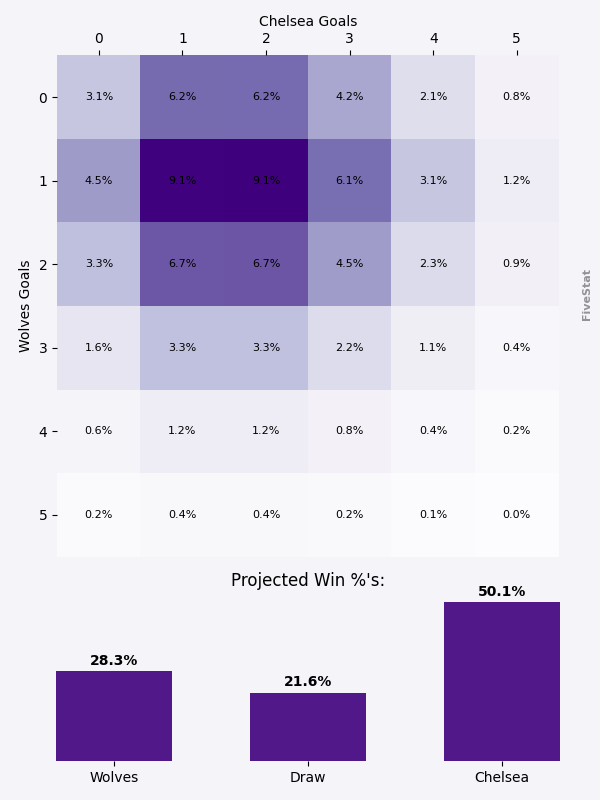 Chelsea Goals
0 1 2 3 4 5
0 3.1% 6.2% 6.2% 4.2% 2.1% 0.8%
1 4.5% 9.1% 9.1% 6.1% 3.1% 1.2%
2 3.3% 6.7% 6.7% 4.5% 2.3% 0.9%
3 1.6% 3.3% 3.3% 2.2% 1.1% 0.4%
4 0.6% 1.2% 1.2% 0.8% 0.4% 0.2%
5 0.2% 0.4% 0.4% 0.2% 0.1% 0.0%
Wolves Goals
FiveStat
Projected Win %'s:
28.3% 21.6% 50.1%
Wolves Draw Chelsea